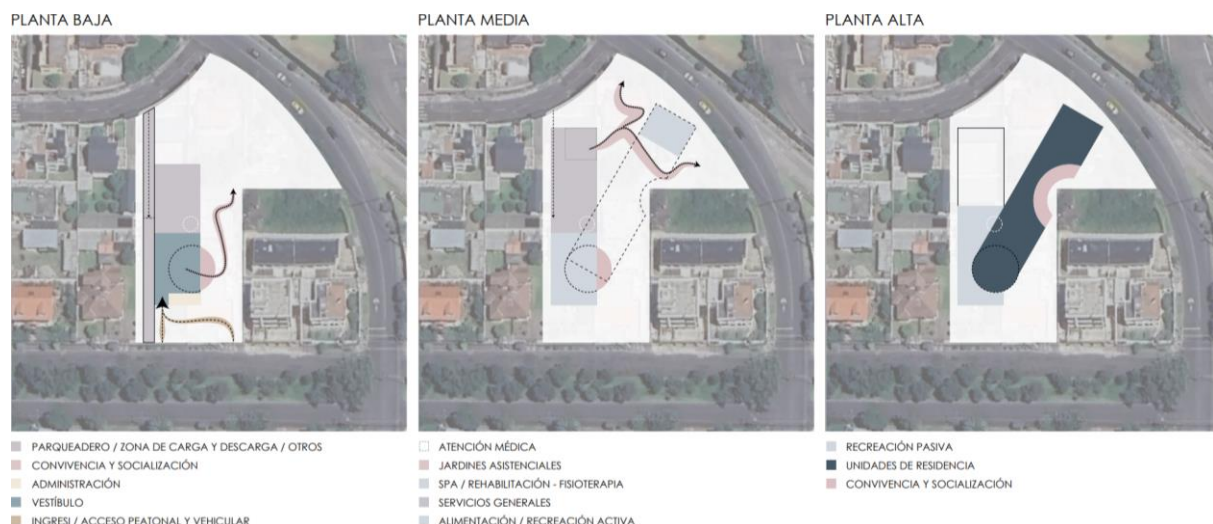 PLANTA BAJA
PARQUEADERO / ZONA DE CARGA Y DESCARGA / OTROS
CONVIVENCIA Y SOCIALIZACIÓN
ADMINISTRACIÓN
VESTÍBULO
INGRESI / ACCESO PEATONAL Y VEHICULAR
PLANTA MEDIA
ATENCIÓN MÉDICA
JARDINES ASISTENCIALES
SPA / REHABILITACIÓN - FISIOTERAPIA
SERVICIOS GENERALES
ALIMENTACIÓN / RECREACIÓN ACTIVA
PLANTA ALTA
RECREACIÓN PASIVA
UNIDADES DE RESIDENCIA
CONVIVENCIA Y SOCIALIZACIÓN